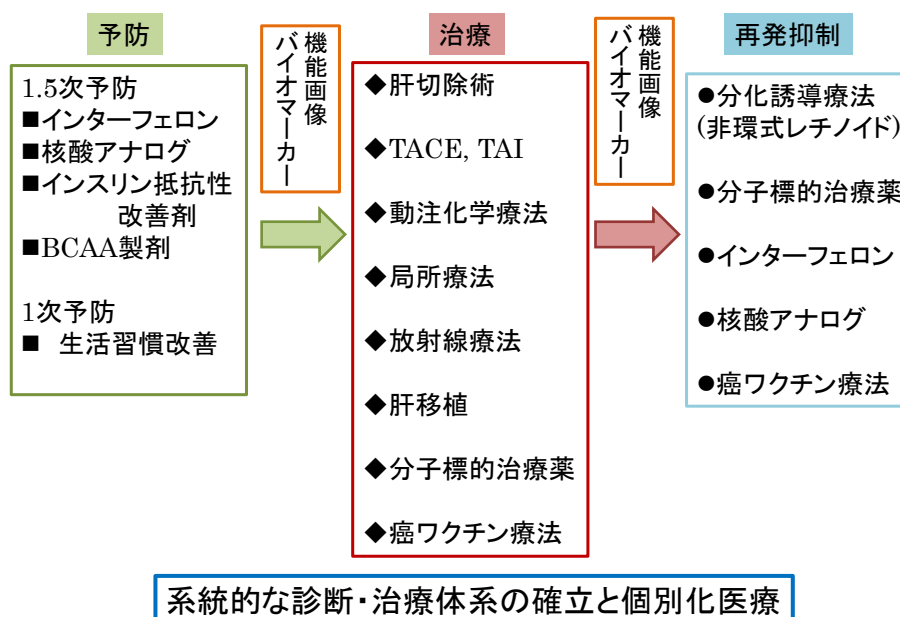 予防
1.5次予防
■インターフェロン
■核酸アナログ
■インスリン抵抗性
改善剤
■BCAA製剤
1次予防
■ 生活習慣改善
機能画像
バイオマーカー
治療
◆肝切除術
◆TACE, TAI
◆動注化学療法
◆局所療法
◆放射線療法
◆肝移植
◆分子標的治療薬
◆癌ワクチン療法
機能画像
バイオマーカー
再発抑制
●分化誘導療法
(非環式レチノイド)
●分子標的治療薬
●インターフェロン
●核酸アナログ
●癌ワクチン療法
系統的な診断・治療体系の確立と個別化医療